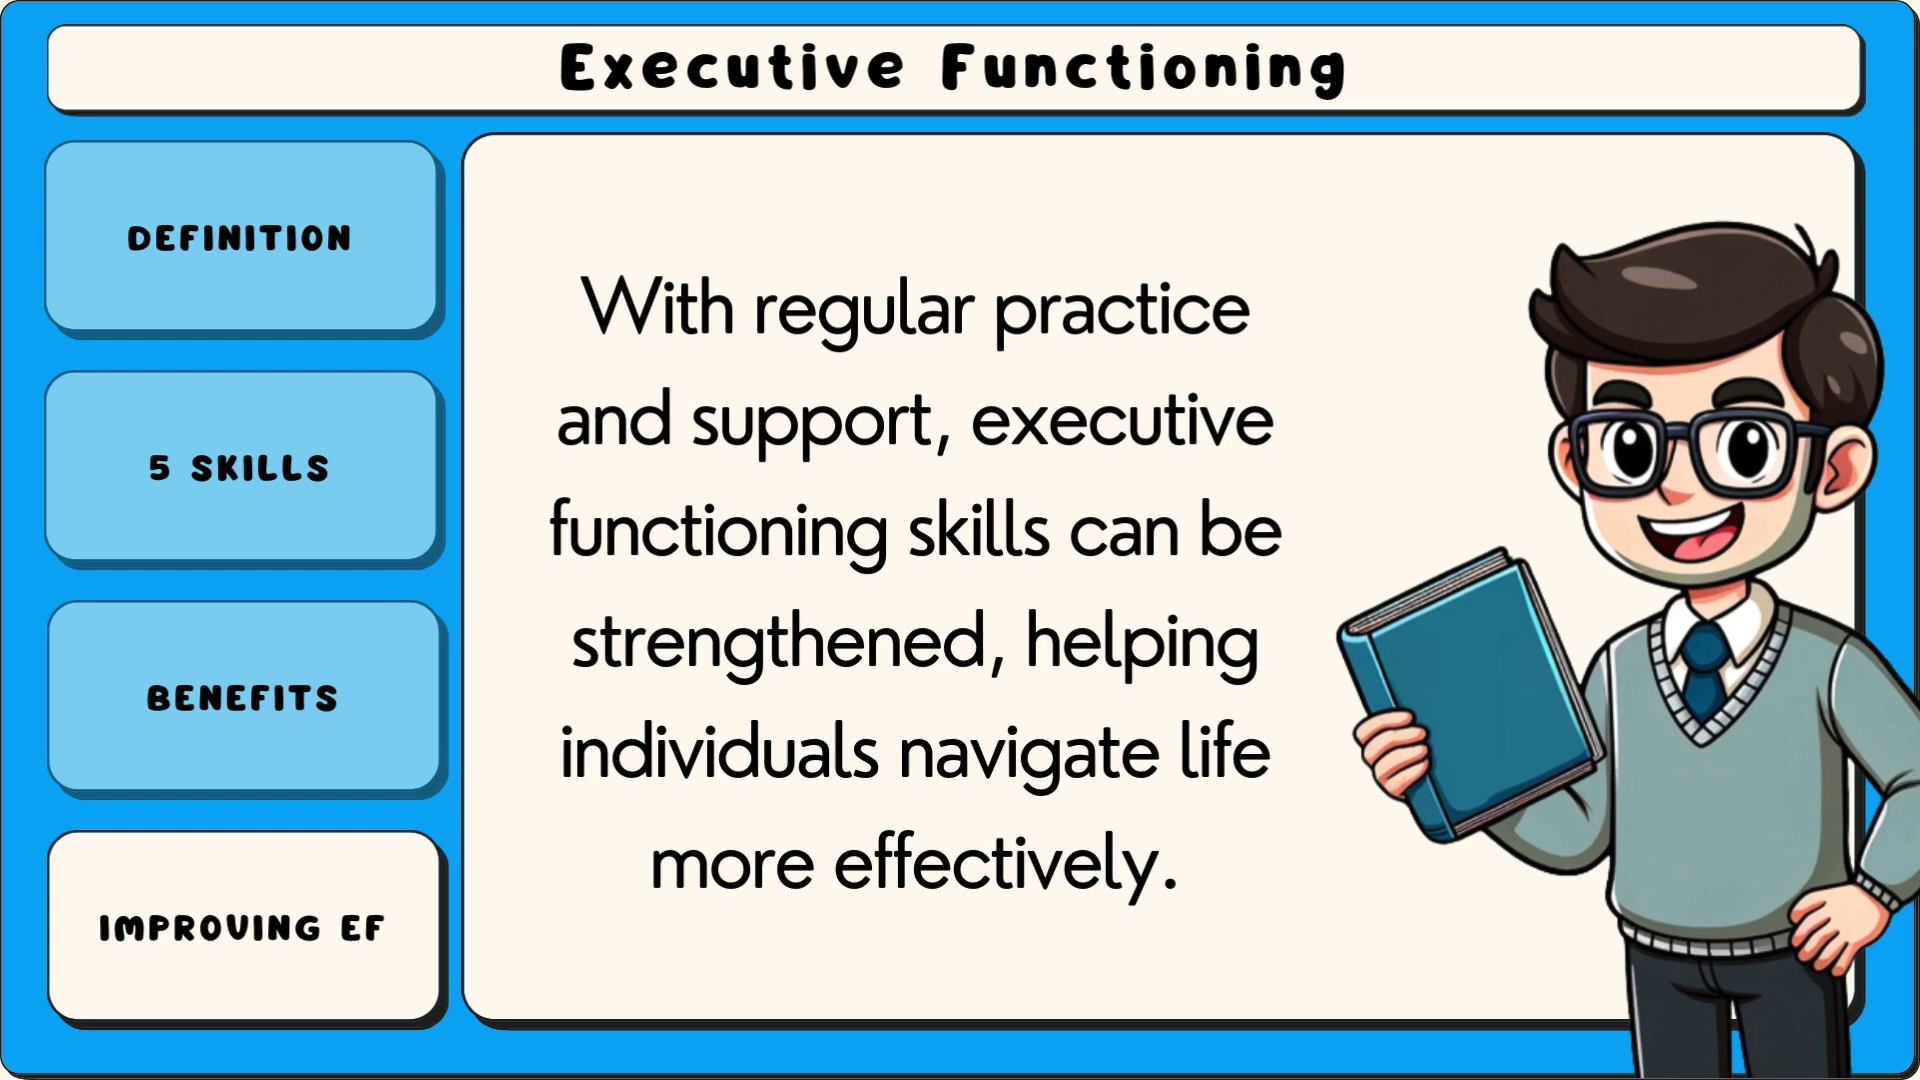 Executive Functioning
DEFINITION
5 SKILLS
BENEFITS
IMPROVING EF
With regular practice
and support, executive
functioning skills can be
strengthened, helping
individuals navigate life
more effectively.